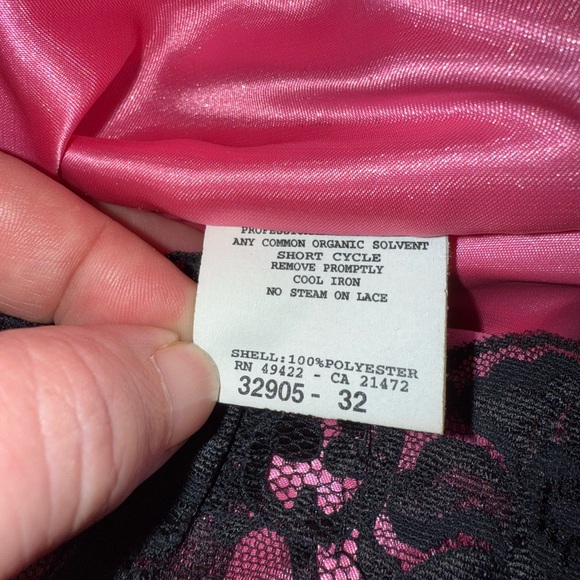 ANY COMMON ORGANIC SOLVENT
SHORT CYCLE
REMOVE PROMPTLY
COOL IRON
NO STEAM ON LACE
SHELL:100%POLYESTER
RN 49422 - CA 21472
32905 - 32